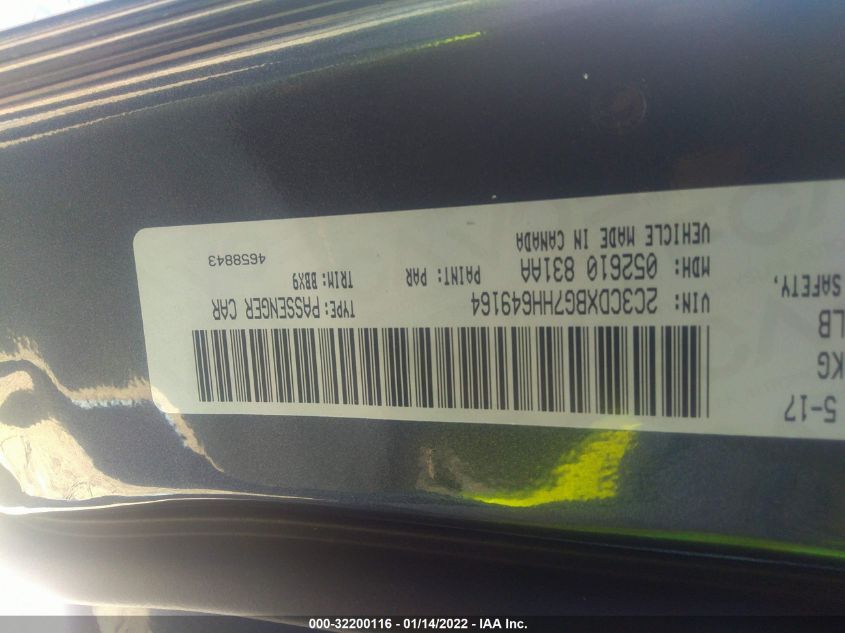 5-17
KG
LB
SAFETY,
VIN: 2C3CDXBG7HH649164 TYPE: PASSENGER CAR
MDH: 052610 831AA PAINT: PAR TRIM: BBX9
VEHICLE MADE IN CANADA 4658843
000-32200116 - 01/14/2022 - IAA Inc.